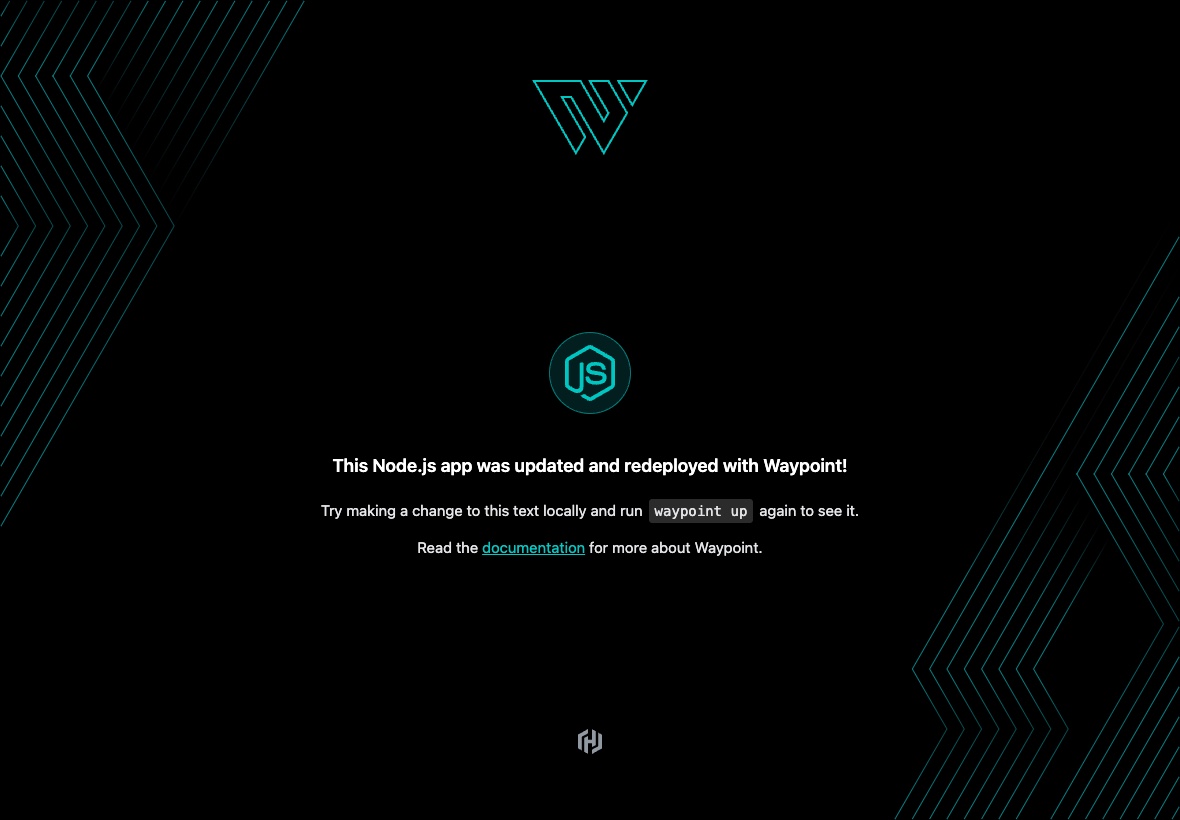 JS
This Node.js app was updated and redeployed with Waypoint!
Try making a change to this text locally and run waypoint up again to see it.
Read the documentation for more about Waypoint.